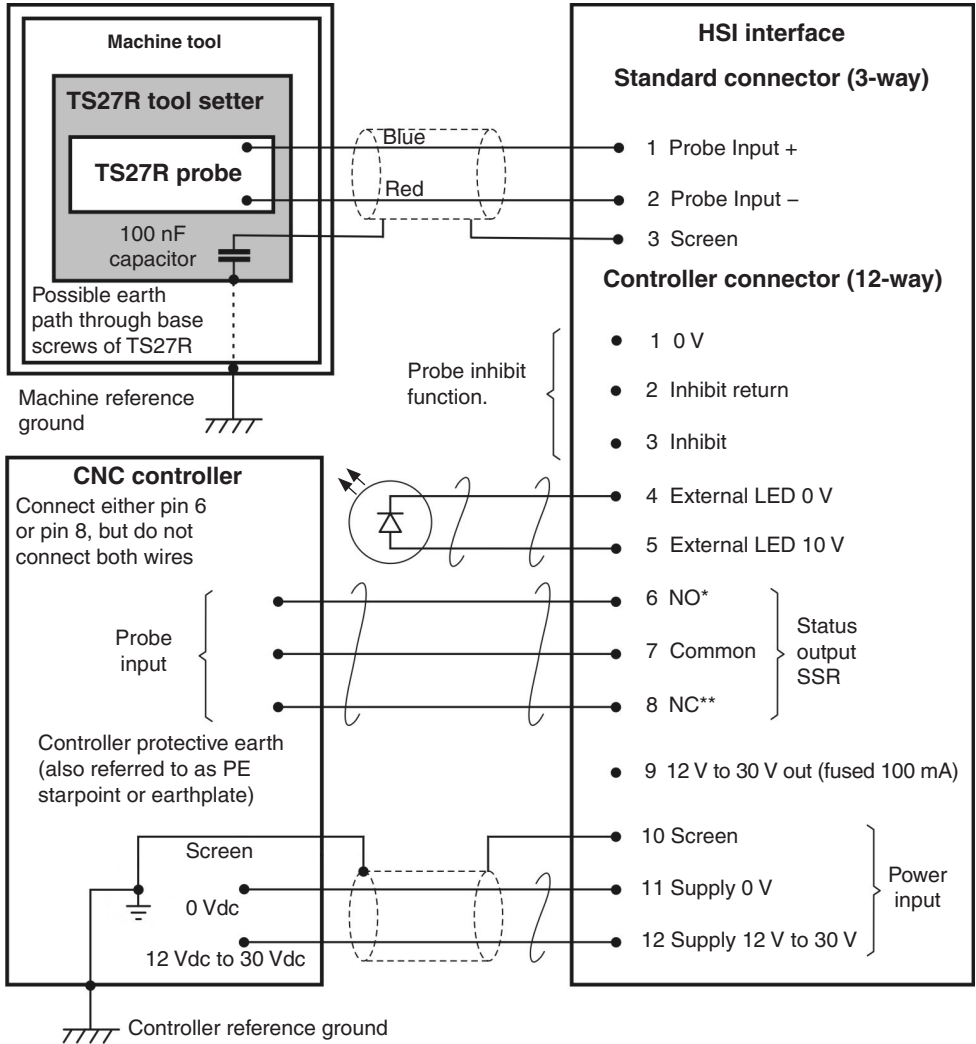 Machine tool
TS27R tool setter
TS27R probe
100 nF
capacitor
Possible earth
path through base
screws of TS27R
Machine reference
ground
Blue
Red
HSI interface
Standard connector (3-way)
1 Probe Input +
2 Probe Input –
3 Screen
Controller connector (12-way)
Probe inhibit
function.
1 0 V
2 Inhibit return
3 Inhibit
4 External LED 0 V
5 External LED 10 V
6 NO*
7 Common
8 NC**
Status
output
SSR
9 12 V to 30 V out (fused 100 mA)
10 Screen
11 Supply 0 V
12 Supply 12 V to 30 V
Power
input
CNC controller
Connect either pin 6
or pin 8, but do not
connect both wires
Probe
input
Controller protective earth
(also referred to as PE
starpoint or earthplate)
Screen
0 Vdc
12 Vdc to 30 Vdc
Controller reference ground